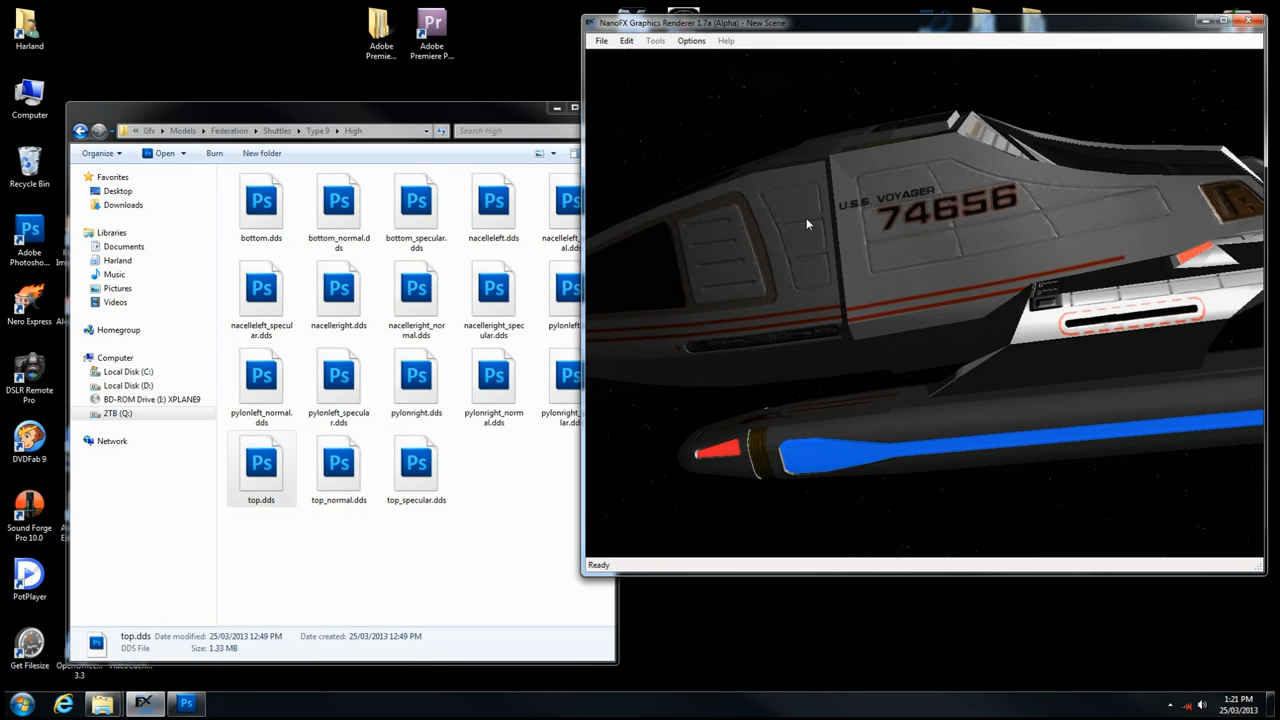 Harland
Adobe Premie...
Adobe Premiere P...
Computer
Recycle Bin
Adobe Photosho...
Nero Express
DSLR Remote Pro
DVDFab 9
Sound Forge Pro 10.0
PotPlayer
Get Filesize
3.3
« Gfx Models Federation Shuttles Type 9 High
Search High
Organize Open Burn New folder
Favorites
Desktop
Downloads
Libraries
Documents
Harland
Music
Pictures
Videos
Homegroup
Computer
Local Disk (C:)
Local Disk (D:)
BD-ROM Drive (I:) XPLANE9
2TB (Q:)
Network
bottom.dds
bottom_normal.dds
bottom_specular.dds
nacelleleft.dds
nacelleleft_specular.dds
nacelleright.dds
nacelleright_normal.dds
nacelleright_specular.dds
pylonleft_normal.dds
pylonleft_specular.dds
pylonright.dds
pylonright_normal.dds
top.dds
top_normal.dds
top_specular.dds
top.dds Date modified: 25/03/2013 12:49 PM Date created: 25/03/2013 12:49 PM
DDS File Size: 1.33 MB
NanoFX Graphics Renderer 1.7a (Alpha) - New Scene
File Edit Tools Options Help
U.S.S. VOYAGER
74656
Ready
1:21 PM
25/03/2013